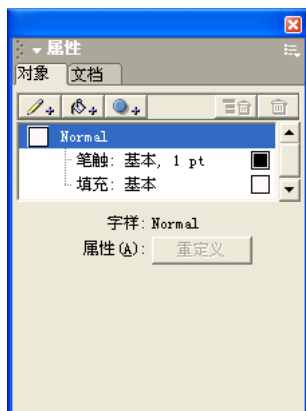 属性
对象 文档
Normal
笔触: 基本, 1 pt
填充: 基本
字样: Normal
属性(A): 重定义